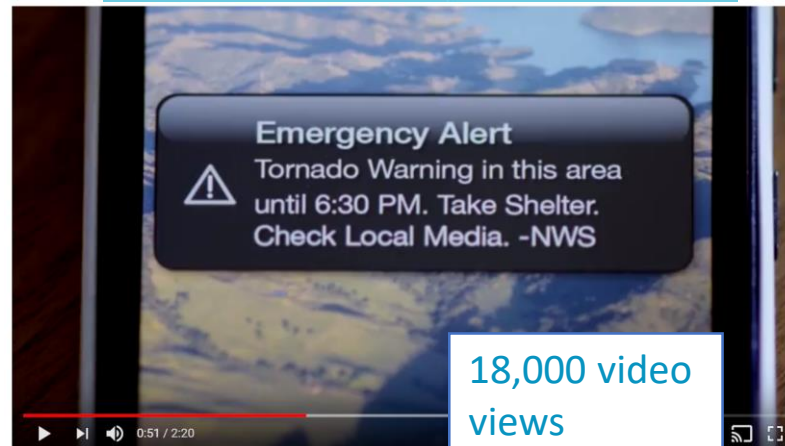 Emergency Alert
Tornado Warning in this area
until 6:30 PM. Take Shelter.
Check Local Media. -NWS
18,000 video
views
0:51 / 2:20